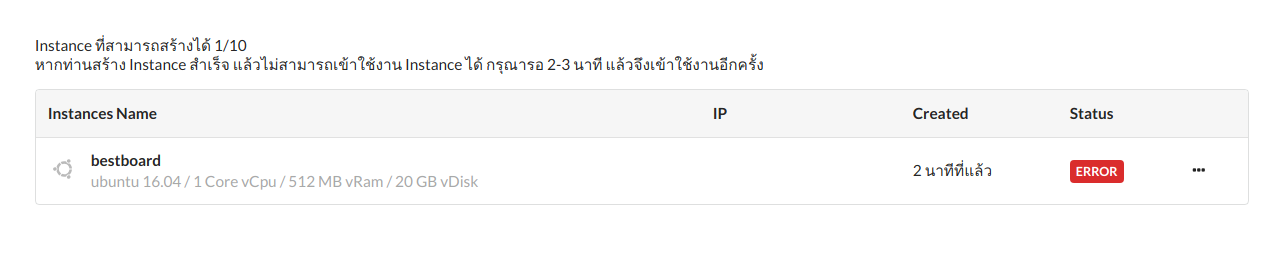 Instance ที่สามารถสร้างได้ 1/10
หากท่านสร้าง Instance สำเร็จ แล้วไม่สามารถเข้าใช้งาน Instance ได้ กรุณารอ 2-3 นาที แล้วจึงเข้าใช้งานอีกครั้ง
Instances Name IP Created Status
bestboard
ubuntu 16.04 / 1 Core vCpu / 512 MB vRam / 20 GB vDisk
2 นาทีที่แล้ว ERROR